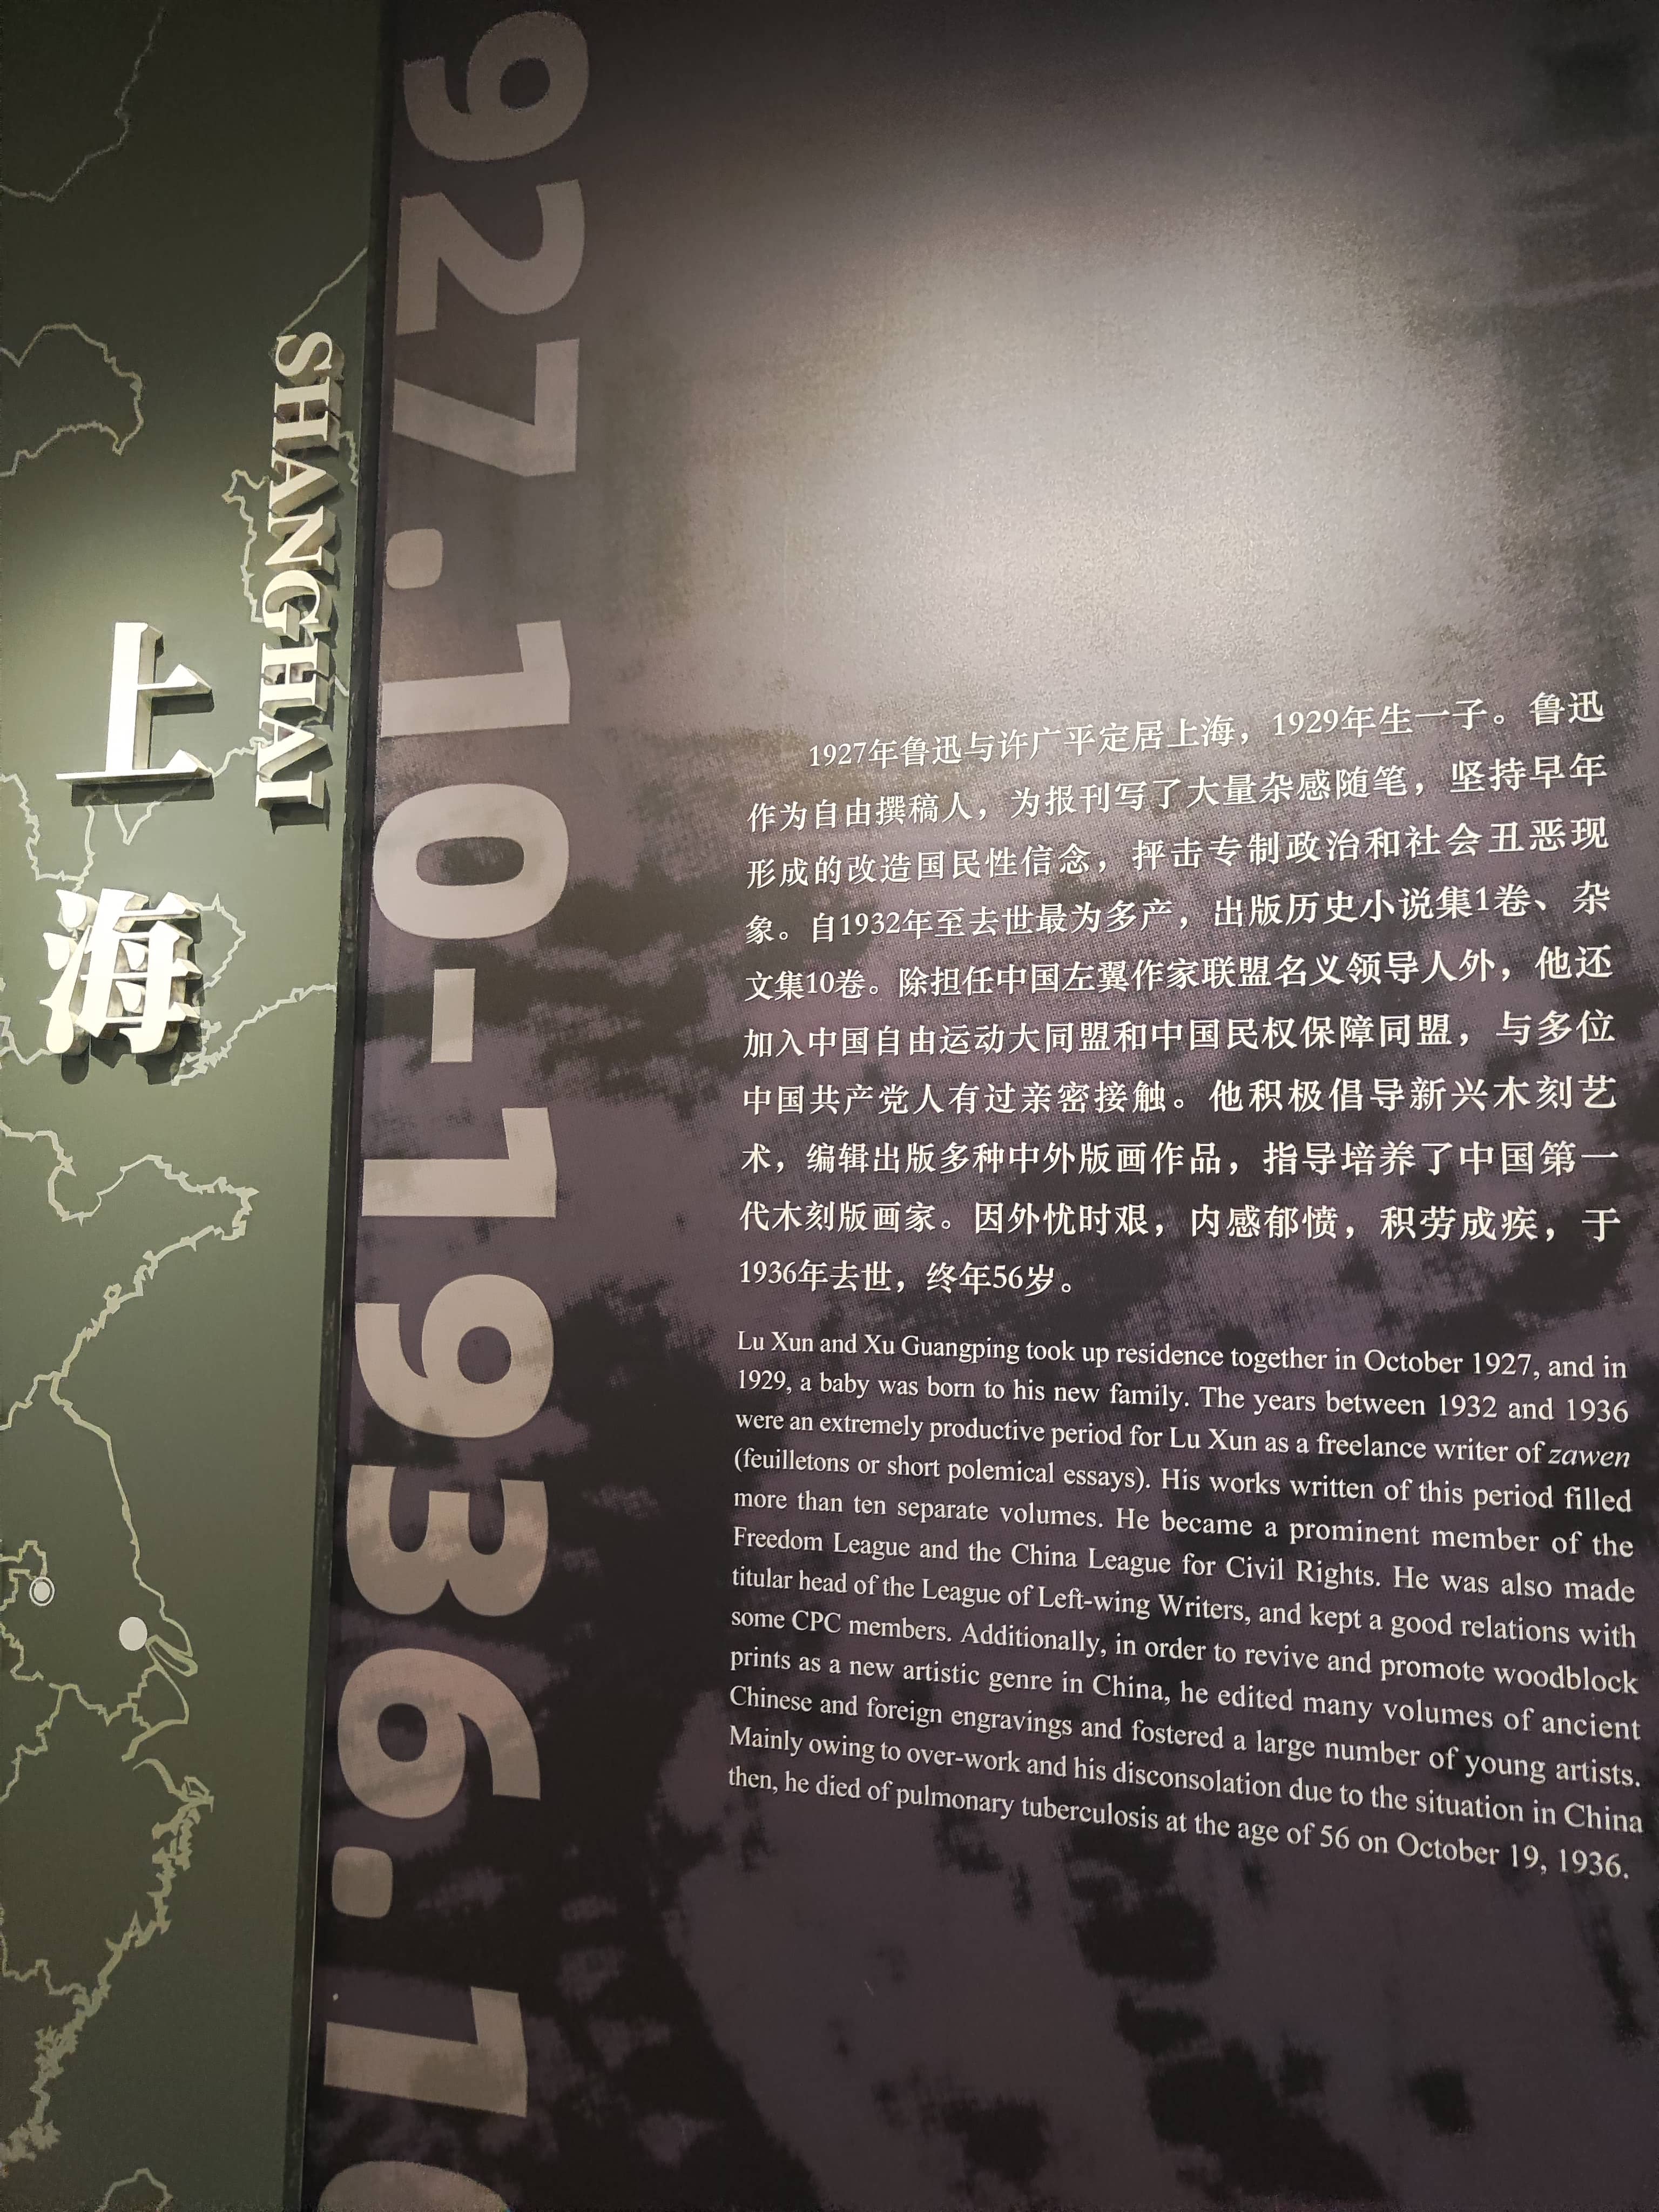 上海
SHANGHAI
927.10-1936.1
1927年鲁迅与许广平定居上海，1929年生一子。鲁迅
作为自由撰稿人，为报刊写了大量杂感随笔，坚持早年
形成的改造国民性信念，抨击专制政治和社会丑恶现
象。自1932年至去世最为多产，出版历史小说集1卷、杂
文集10卷。除担任中国左翼作家联盟名义领导人外，他还
加入中国自由运动大同盟和中国民权保障同盟，与多位
中国共产党人有过亲密接触。他积极倡导新兴木刻艺
术，编辑出版多种中外版画作品，指导培养了中国第一
代木刻版画家。因外忧时艰，内感郁愤，积劳成疾，于
1936年去世，终年56岁。
Lu Xun and Xu Guangping took up residence together in October 1927, and in
1929, a baby was born to his new family. The years between 1932 and 1936
were an extremely productive period for Lu Xun as a freelance writer of zawen
(feuilletons or short polemical essays). His works written of this period filled
more than ten separate volumes. He became a prominent member of the
Freedom League and the China League for Civil Rights. He was also made
titular head of the League of Left-wing Writers, and kept a good relations with
some CPC members. Additionally, in order to revive and promote woodblock
prints as a new artistic genre in China, he edited many volumes of ancient
Chinese and foreign engravings and fostered a large number of young artists.
Mainly owing to over-work and his disconsolation due to the situation in China
then, he died of pulmonary tuberculosis at the age of 56 on October 19, 1936.